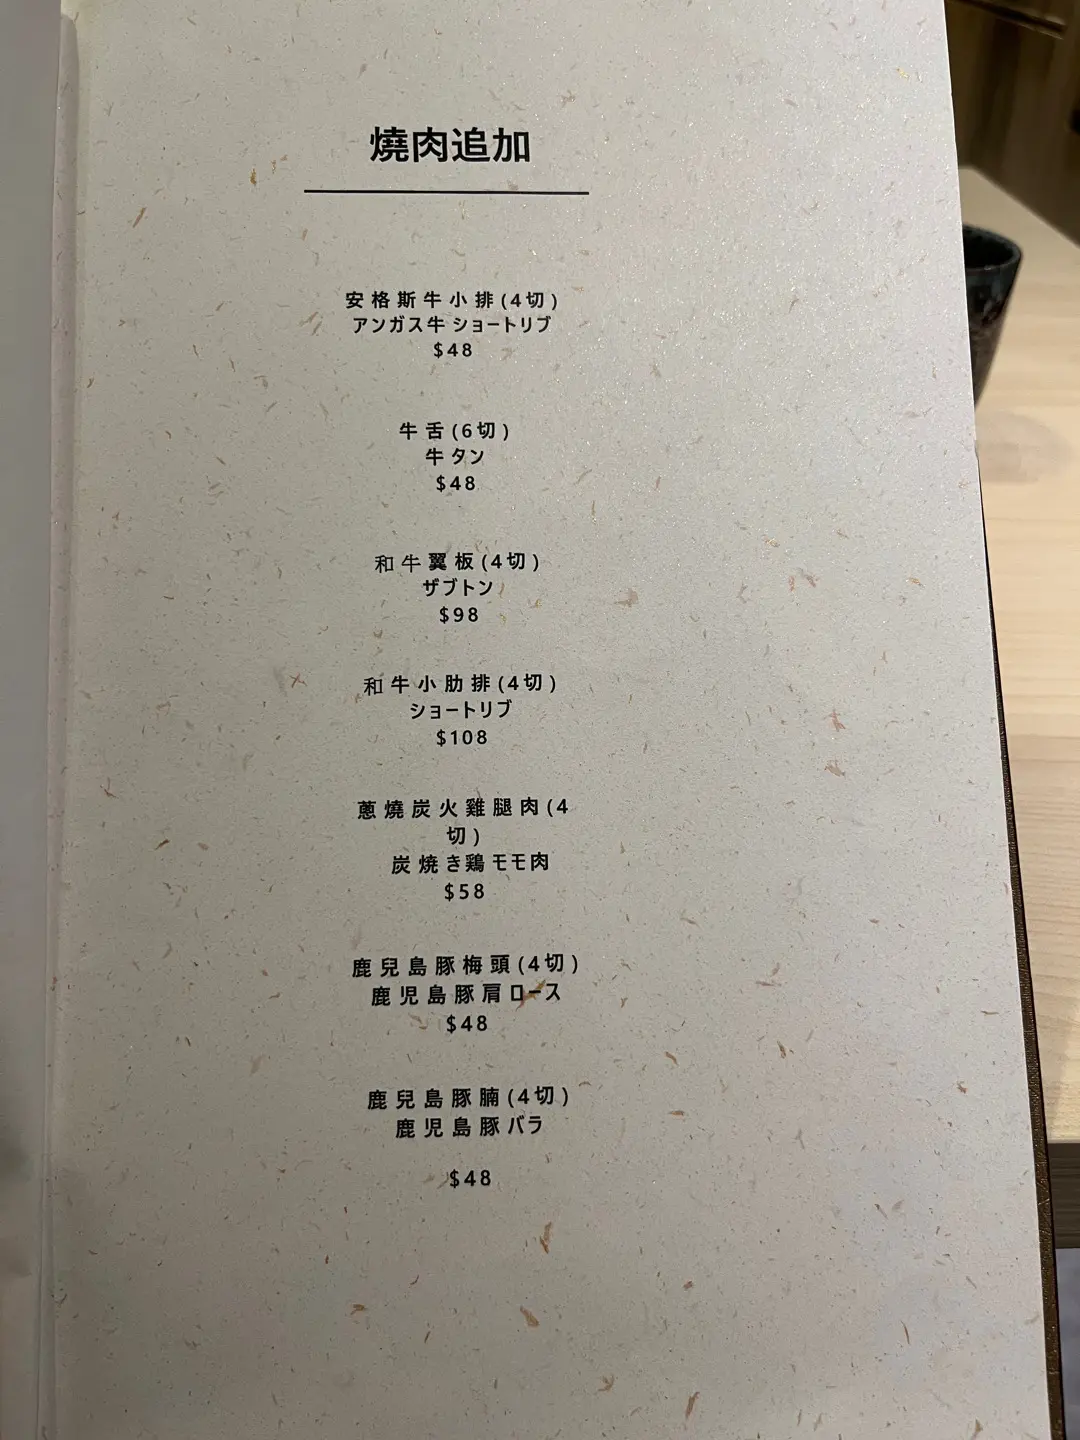 燒肉追加
安格斯牛小排(4切)
アンガス牛 ショートリブ
$48
牛舌(6切)
牛タン
$48
和牛翼板(4切)
ザブトン
$98
和牛小肋排(4切)
ショートリブ
$108
蔥燒炭火雞腿肉(4
切)
炭焼き鶏モモ肉
$58
鹿兒島豚梅頭(4切)
鹿児島豚肩ロース
$48
鹿兒島豚腩(4切)
鹿児島豚バラ
$48